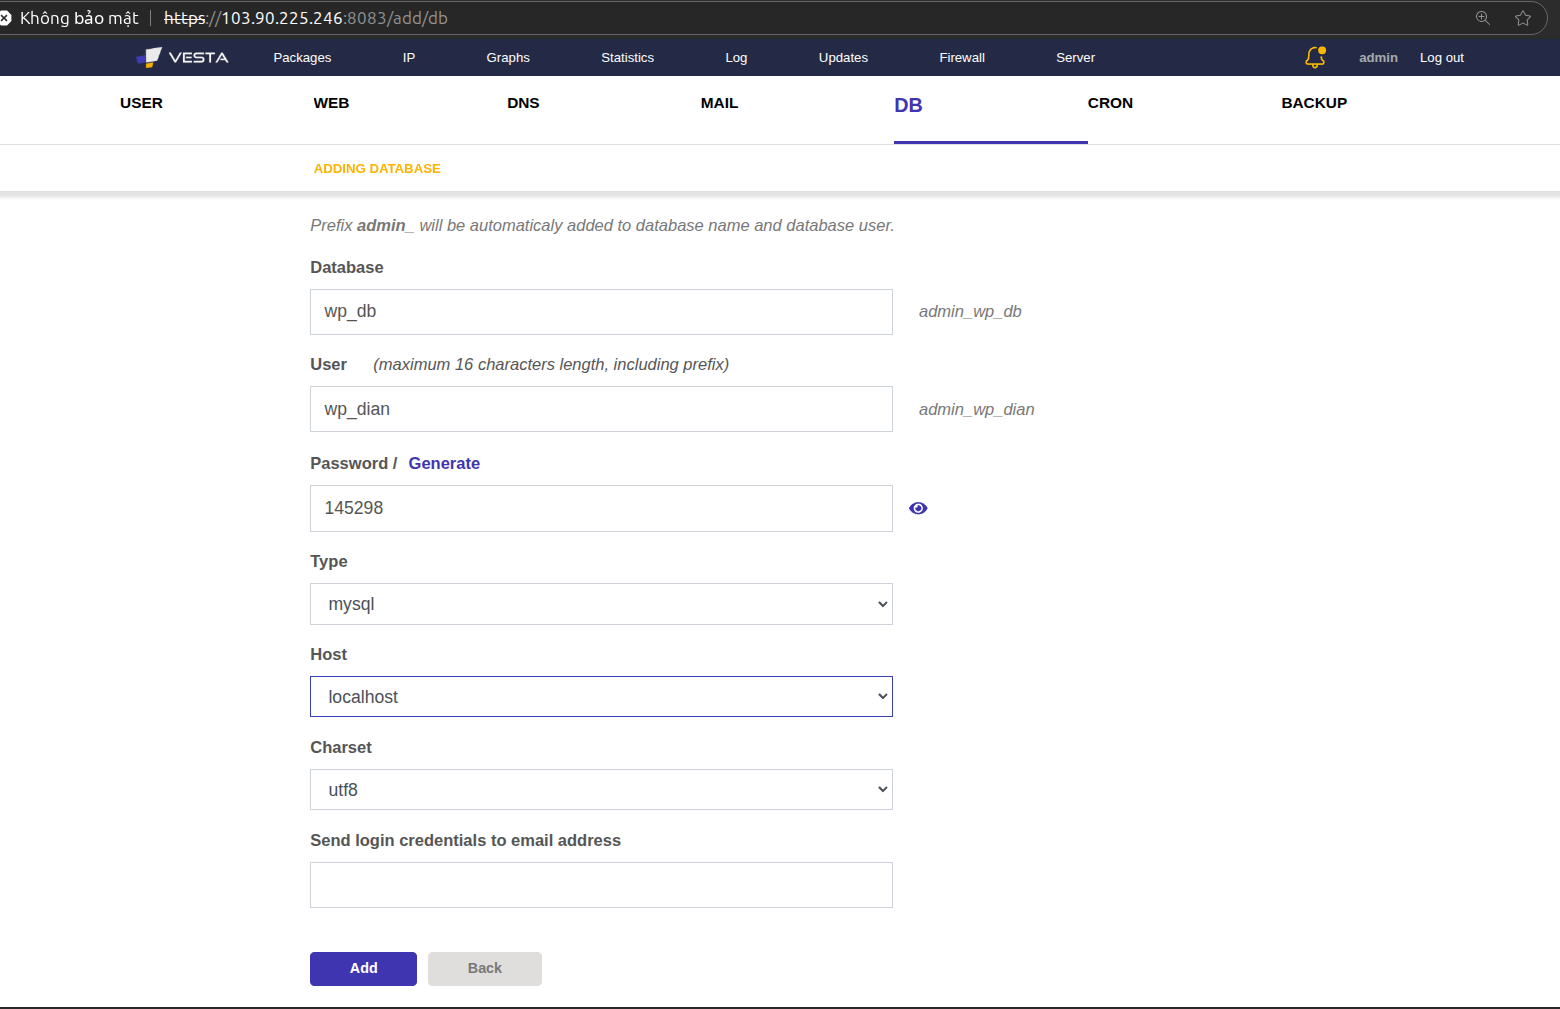 Không bảo mật | https://103.90.225.246:8083/add/db
VESTA Packages IP Graphs Statistics Log Updates Firewall Server admin Log out
USER WEB DNS MAIL DB CRON BACKUP
ADDING DATABASE
Prefix admin_ will be automaticaly added to database name and database user.
Database
wp_db admin_wp_db
User (maximum 16 characters length, including prefix)
wp_dian admin_wp_dian
Password / Generate
145298
Type
mysql
Host
localhost
Charset
utf8
Send login credentials to email address
Add Back